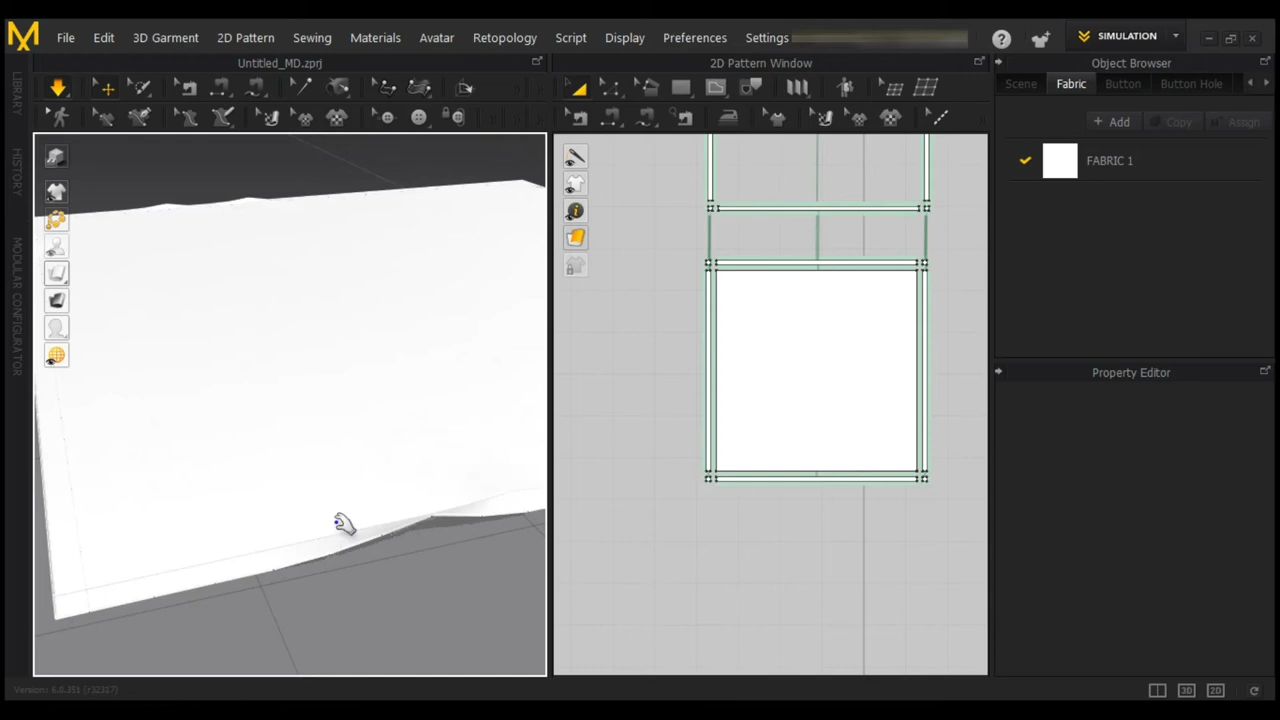 File Edit 3D Garment 2D Pattern Sewing Materials Avatar Retopology Script Display Preferences Settings
SIMULATION
Untitled_MD.zprj
2D Pattern Window
Object Browser
Scene Fabric Button Button Hole
+ Add Copy Assign
FABRIC 1
Property Editor
LIBRARY
HISTORY
MODULAR CONFIGURATOR
Version: 6.0.351 (r32317)
3D 2D